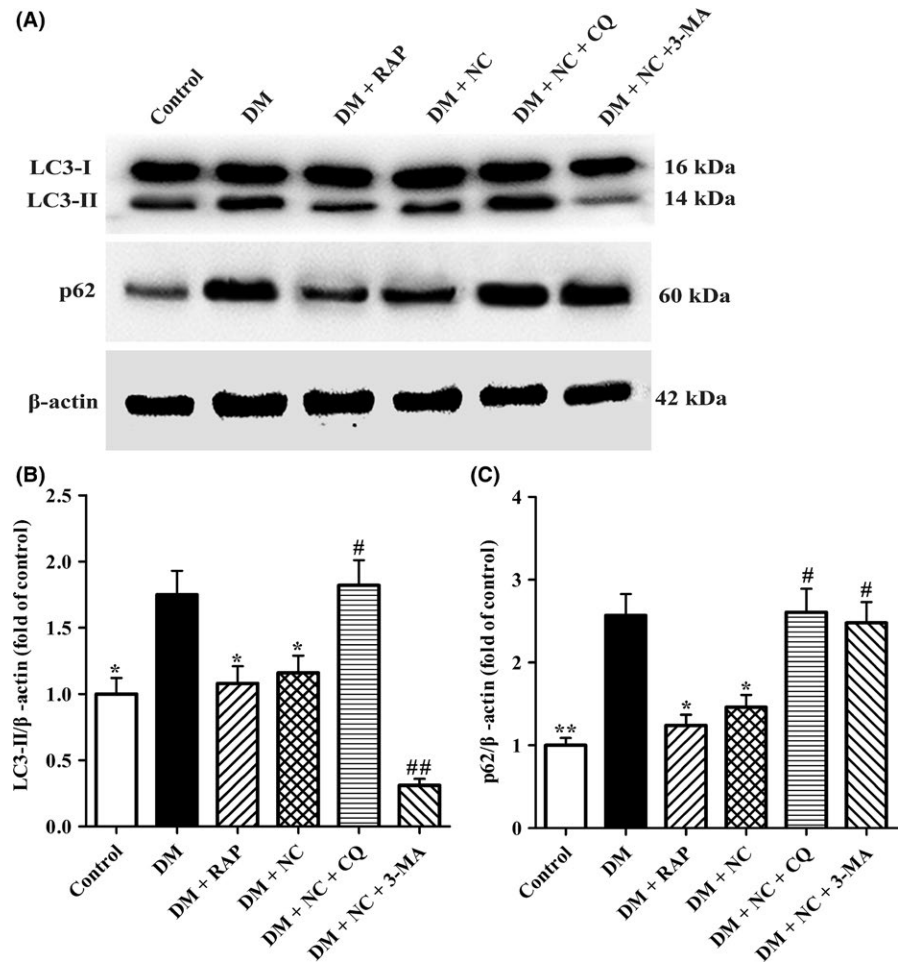 (A)
Control
DM
DM + RAP
DM + NC
DM + NC + CQ
DM + NC +3-MA
LC3-I
16 kDa
LC3-II
14 kDa
p62
60 kDa
β-actin
42 kDa
(B)
LC3-II/β -actin (fold of control)
2.5
2.0
1.5
1.0
0.5
0.0
*
*
*
#
##
Control
DM
DM + RAP
DM + NC
DM + NC + CQ
DM + NC + 3-MA
(C)
p62/β -actin (fold of control)
4
3
2
1
0
**
*
*
#
#
Control
DM
DM + RAP
DM + NC
DM + NC + CQ
DM + NC + 3-MA